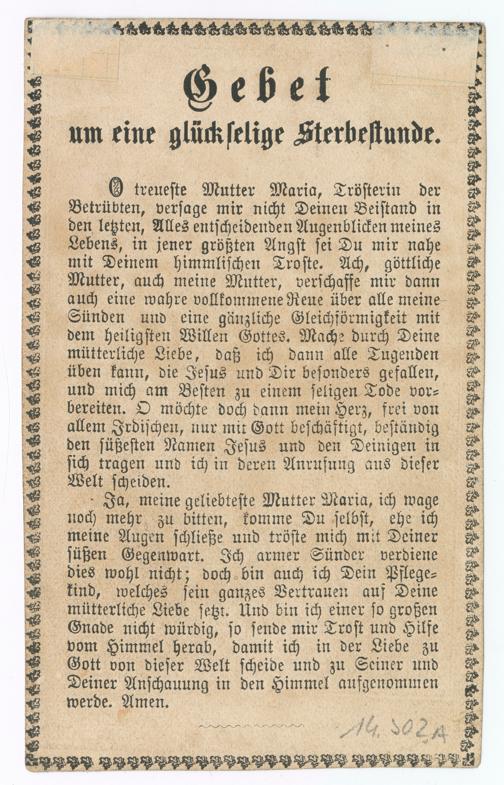 Gebet
um eine glückselige Sterbestunde.
O treueste Mutter Maria, Trösterin der
Betrübten, versage mir nicht Deinen Beistand in
den letzten, Alles entscheidenden Augenblicken meines
Lebens, in jener größten Angst sei Du mir nahe
mit Deinem himmlischen Troste. Ach, göttliche
Mutter, auch meine Mutter, verschaffe mir dann
auch eine wahre vollkommene Reue über alle meine
Sünden und eine gänzliche Gleichförmigkeit mit
dem heiligsten Willen Gottes. Mache durch Deine
mütterliche Liebe, daß ich dann alle Tugenden
üben kann, die Jesus und Dir besonders gefallen,
und mich am Besten zu einem seligen Tode vor-
bereiten. O möchte doch dann mein Herz, frei von
allem Irdischen, nur mit Gott beschäftigt, beständig
den süßesten Namen Jesus und den Deinigen in
sich tragen und ich in deren Anrufung aus dieser
Welt scheiden.
Ja, meine geliebteste Mutter Maria, ich wage
noch mehr zu bitten, komme Du selbst, ehe ich
meine Augen schließe und tröste mich mit Deiner
süßen Gegenwart. Ich armer Sünder verdiene
dies wohl nicht; doch bin auch ich Dein Pflege-
kind, welches sein ganzes Vertrauen auf Deine
mütterliche Liebe setzt. Und bin ich einer so großen
Gnade nicht würdig, so sende mir Trost und Hilfe
vom Himmel herab, damit ich in der Liebe zu
Gott von dieser Welt scheide und zu Seiner und
Deiner Anschauung in den Himmel aufgenommen
werde. Amen.
14.302A